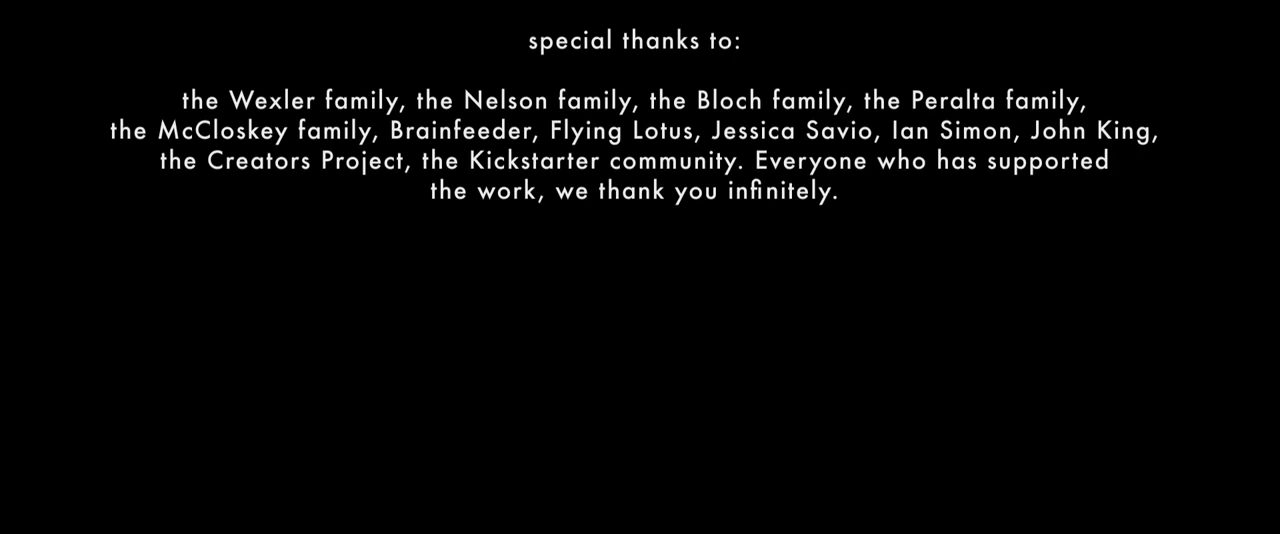 special thanks to:
the Wexler family, the Nelson family, the Bloch family, the Peralta family,
the McCloskey family, Brainfeeder, Flying Lotus, Jessica Savio, Ian Simon, John King,
the Creators Project, the Kickstarter community. Everyone who has supported
the work, we thank you infinitely.